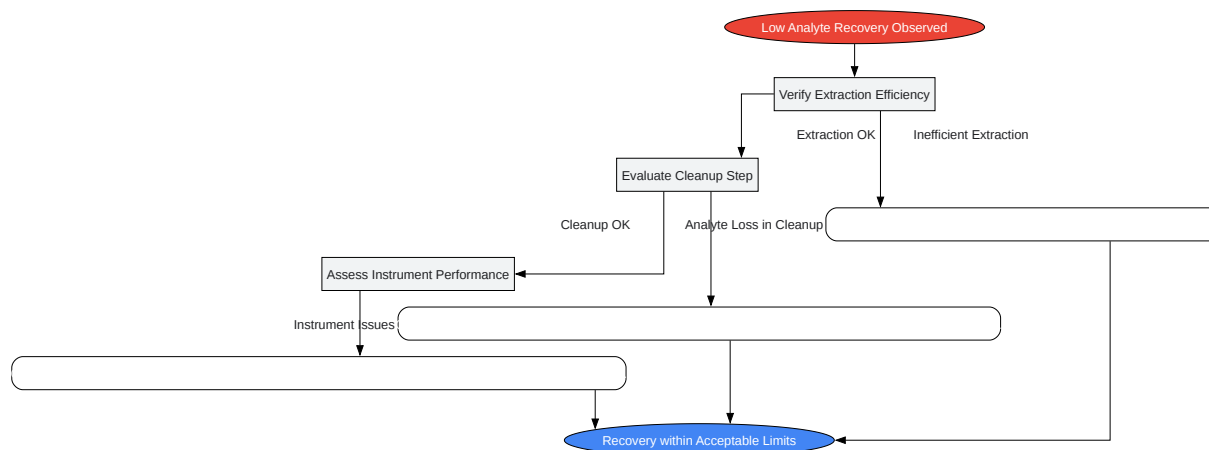 Low Analyte Recovery Observed
Verify Extraction Efficiency
Extraction OK
Inefficient Extraction
Evaluate Cleanup Step
Cleanup OK
Analyte Loss in Cleanup
Assess Instrument Performance
Instrument Issues
Recovery within Acceptable Limits